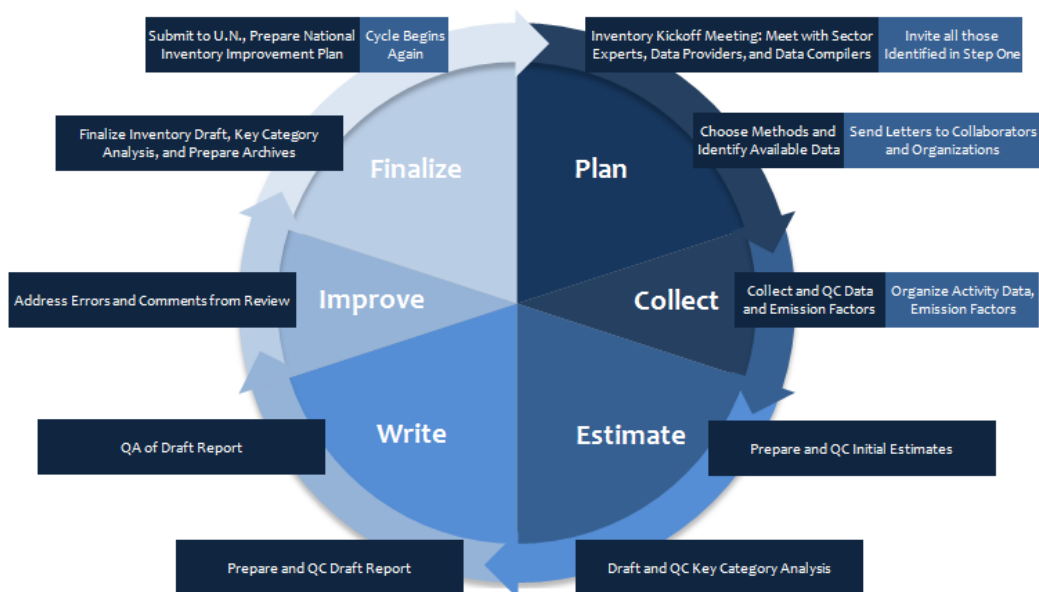 Submit to U.N., Prepare National
Inventory Improvement Plan
Cycle Begins
Again
Inventory Kickoff Meeting: Meet with Sector
Experts, Data Providers, and Data Compilers
Invite all those
Identified in Step One
Finalize Inventory Draft, Key Category
Analysis, and Prepare Archives
Choose Methods and
Identify Available Data
Send Letters to Collaborators
and Organizations
Finalize
Plan
Address Errors and Comments from Review
Improve
Collect
Collect and QC Data
and Emission Factors
Organize Activity Data,
Emission Factors
Write
Estimate
QA of Draft Report
Prepare and QC Initial Estimates
Prepare and QC Draft Report
Draft and QC Key Category Analysis